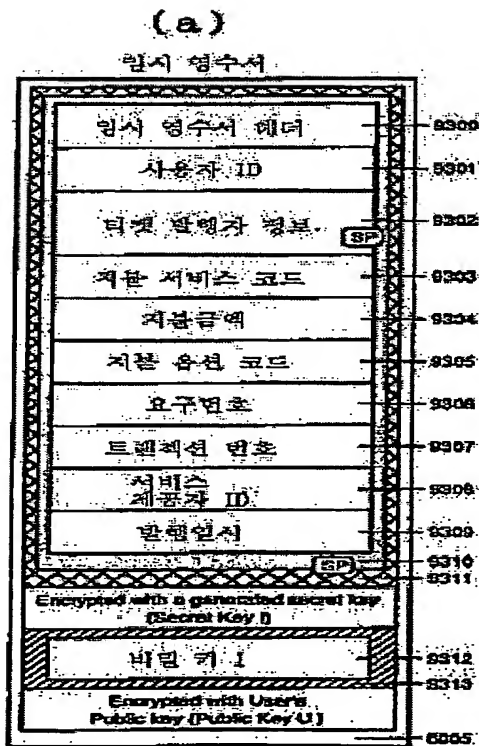 (a)
임시 영수서
임시 영수서 헤더 9300
사용자 ID 9301
티켓 발행자 정보 9302
SP
지불 서비스 코드 9303
지불금액 9304
지불 옵션 코드 9305
요구번호 9306
트랜젝션 번호 9307
서비스
제공자 ID 9308
발행일시 9309
SP 9310
9311
Encrypted with a generated secret key
(Secret Key I)
비밀 키 I 9312
9313
Encrypted with User's
Public key (Public Key U)
6005